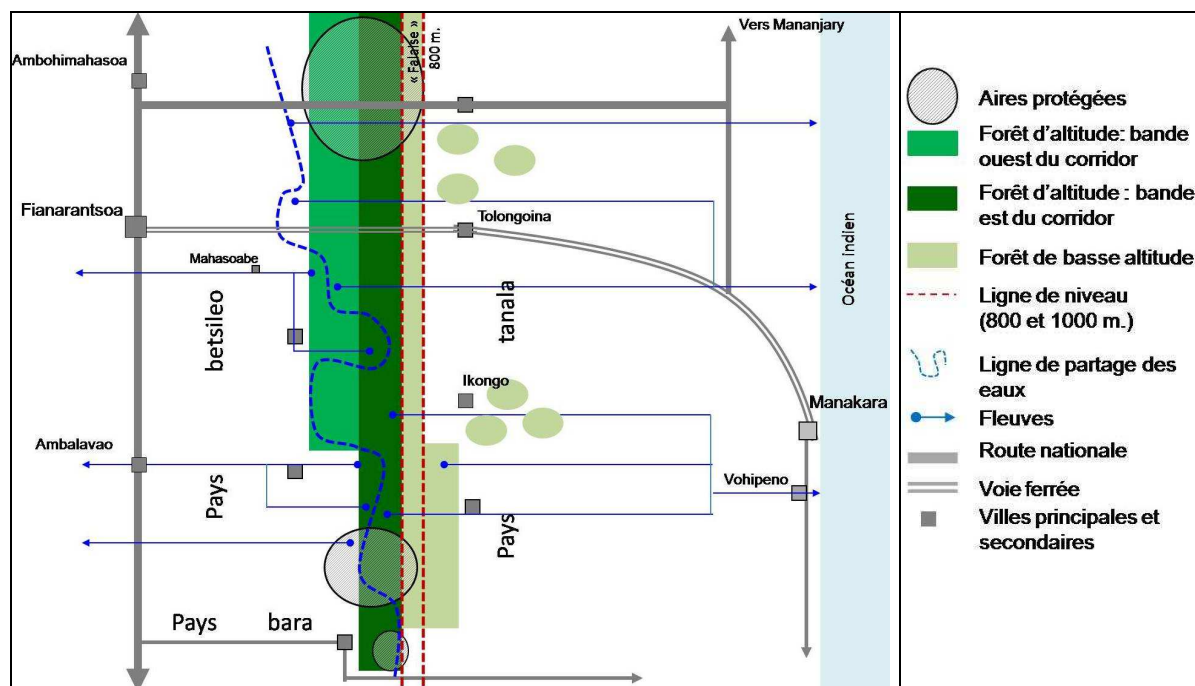 Vers Mananjary
« Falaise »
800 m.
Ambohimahasoa
Fianarantsoa
Tolongoina
Mahasoabe
Océan Indien
betsileo
tanala
Ikongo
Manakara
Ambalavao
Vohipeno
Pays
Pays
Pays bara
Aires protégées
Forêt d'altitude: bande
ouest du corridor
Forêt d'altitude : bande
est du corridor
Forêt de basse altitude
Ligne de niveau
(800 et 1000 m.)
Ligne de partage des
eaux
Fleuves
Route nationale
Voie ferrée
Villes principales et
secondaires